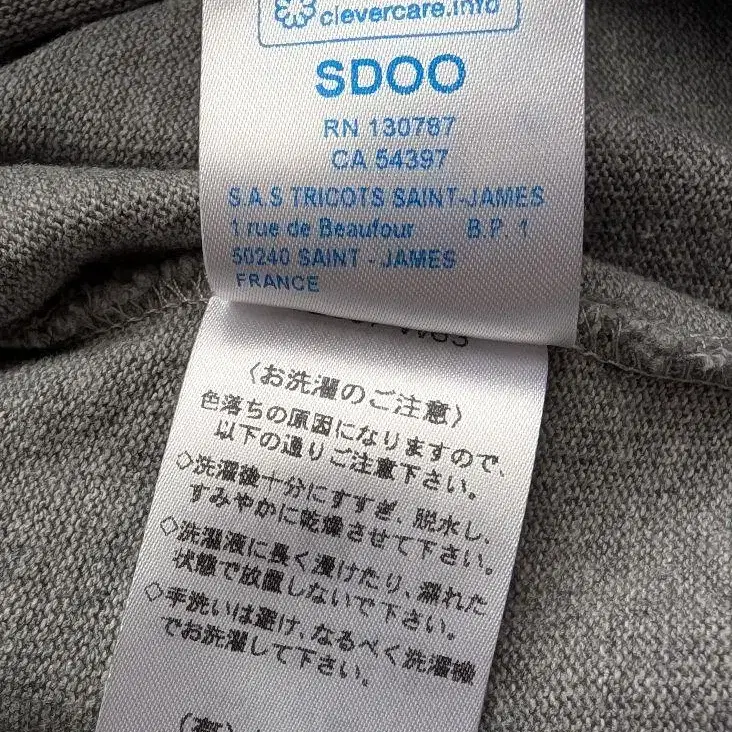 clevercare.info
SDOO
RN 130787
CA 54397
S.A.S TRICOTS SAINT-JAMES
1 rue de Beaufour B.P. 1
50240 SAINT - JAMES
FRANCE
〈お洗濯のご注意〉
色落ちの原因になりますので、
以下の通りご注意下さい。
◇洗濯後十分にすすぎ、脱水し、
すみやかに乾燥させて下さい。
◇洗濯液に長く浸けたり、濡れた
状態で放置しないで下さい。
◇手洗いは避け、なるべく洗濯機
でお洗濯して下さい。